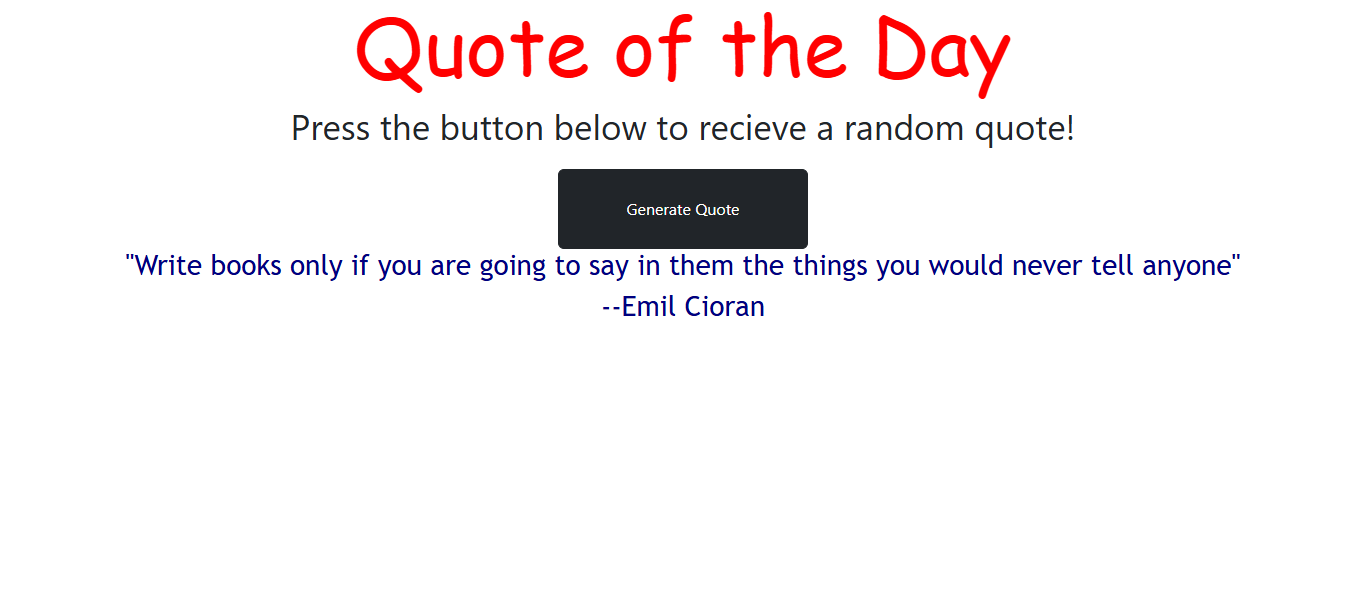 Quote of the Day
Press the button below to recieve a random quote!
Generate Quote
"Write books only if you are going to say in them the things you would never tell anyone"
--Emil Cioran